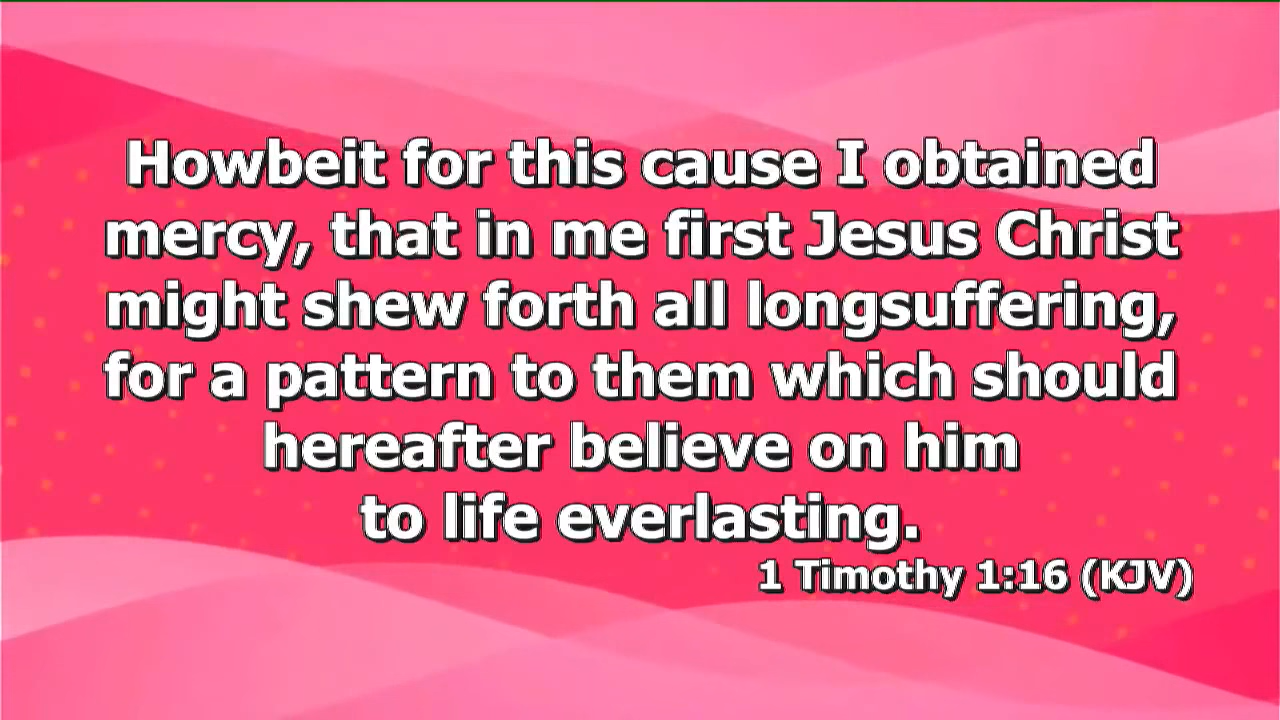 Howbeit for this cause I obtained
mercy, that in me first Jesus Christ
might shew forth all longsuffering,
for a pattern to them which should
hereafter believe on him
to life everlasting.
1 Timothy 1:16 (KJV)